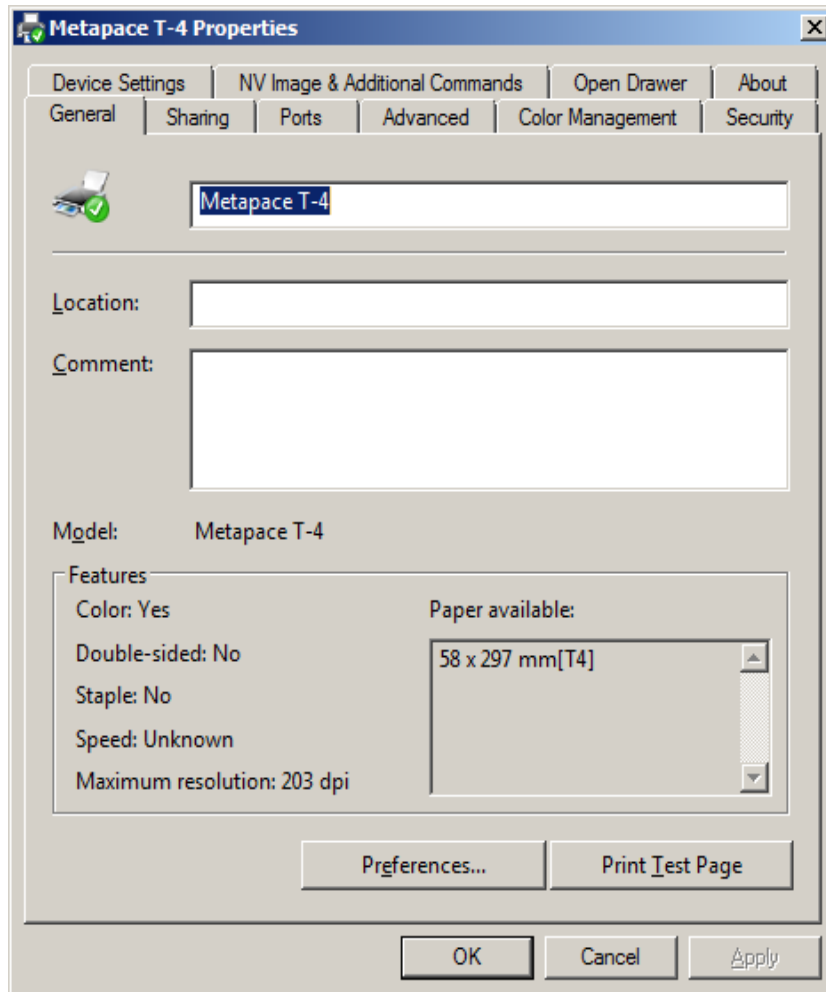 Metapace T-4 Properties
Device Settings NV Image & Additional Commands Open Drawer About
General Sharing Ports Advanced Color Management Security
Metapace T-4
Location:
Comment:
Model: Metapace T-4
Features
Color: Yes Paper available:
Double-sided: No 58 x 297 mm[T4]
Staple: No
Speed: Unknown
Maximum resolution: 203 dpi
Preferences... Print Test Page
OK Cancel Apply